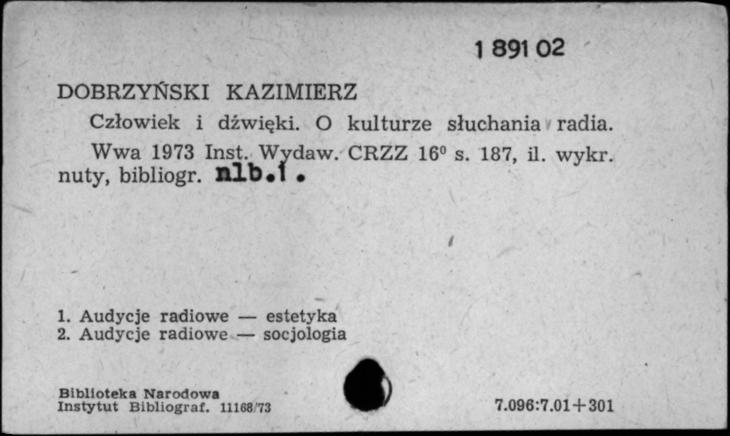 1 891 02
DOBRZYŃSKI KAZIMIERZ
Człowiek i dźwięki. O kulturze słuchania radia.
Wwa 1973 Inst. Wydaw. CRZZ 16⁰ s. 187, il. wykr.
nuty, bibliogr. nlb.1.
1. Audycje radiowe — estetyka
2. Audycje radiowe — socjologia
Biblioteka Narodowa
Instytut Bibliograf. 11168/73
7.096:7.01+301